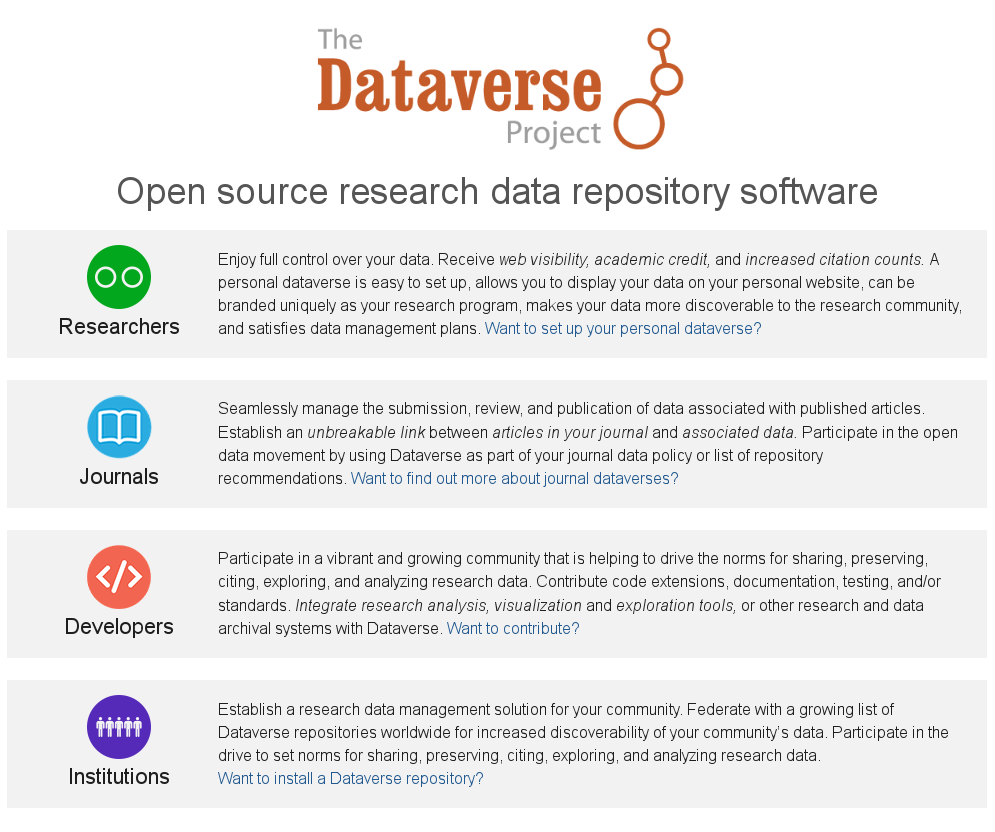 The
Dataverse
Project
Open source research data repository software
Researchers
Enjoy full control over your data. Receive web visibility, academic credit, and increased citation counts. A
personal dataverse is easy to set up, allows you to display your data on your personal website, can be
branded uniquely as your research program, makes your data more discoverable to the research community,
and satisfies data management plans. Want to set up your personal dataverse?
Journals
Seamlessly manage the submission, review, and publication of data associated with published articles.
Establish an unbreakable link between articles in your journal and associated data. Participate in the open
data movement by using Dataverse as part of your journal data policy or list of repository
recommendations. Want to find out more about journal dataverses?
Developers
Participate in a vibrant and growing community that is helping to drive the norms for sharing, preserving,
citing, exploring, and analyzing research data. Contribute code extensions, documentation, testing, and/or
standards. Integrate research analysis, visualization and exploration tools, or other research and data
archival systems with Dataverse. Want to contribute?
Institutions
Establish a research data management solution for your community. Federate with a growing list of
Dataverse repositories worldwide for increased discoverability of your community's data. Participate in the
drive to set norms for sharing, preserving, citing, exploring, and analyzing research data.
Want to install a Dataverse repository?